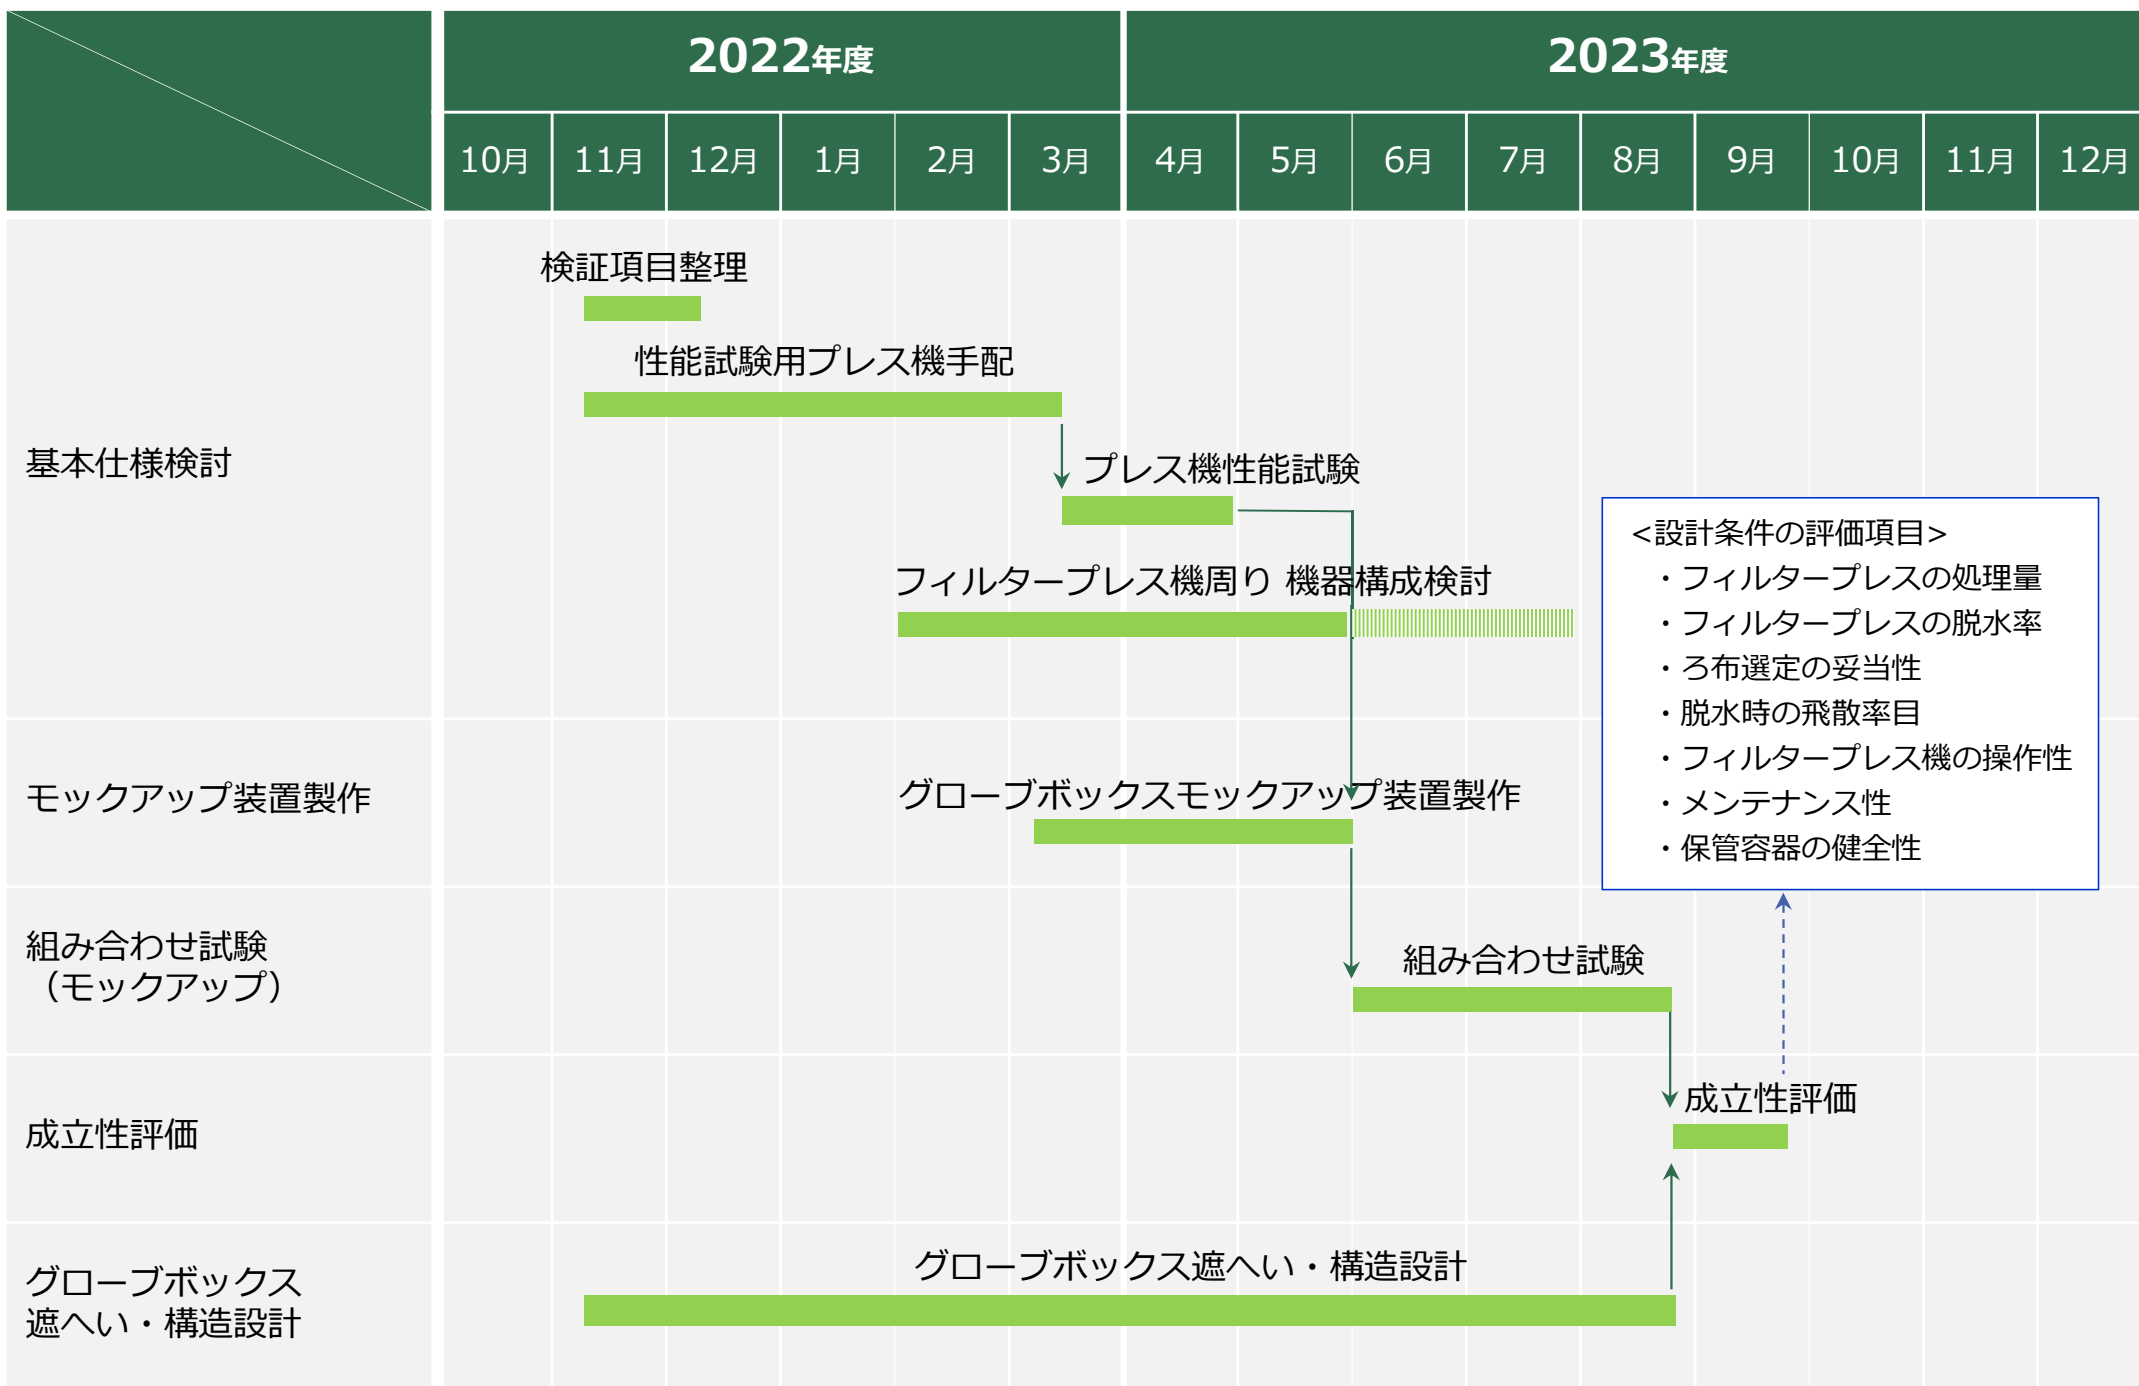 2022年度
2023年度
10月
11月
12月
1月
2月
3月
4月
5月
6月
7月
8月
9月
10月
11月
12月
基本仕様検討
検証項目整理
性能試験用プレス機手配
プレス機性能試験
フィルタープレス機周り 機器構成検討
<設計条件の評価項目>
・フィルタープレスの処理量
・フィルタープレスの脱水率
・ろ布選定の妥当性
・脱水時の飛散率目
・フィルタープレス機の操作性
・メンテナンス性
・保管容器の健全性
モックアップ装置製作
グローブボックスモックアップ装置製作
組み合わせ試験
（モックアップ）
組み合わせ試験
成立性評価
成立性評価
グローブボックス
遮へい・構造設計
グローブボックス遮へい・構造設計